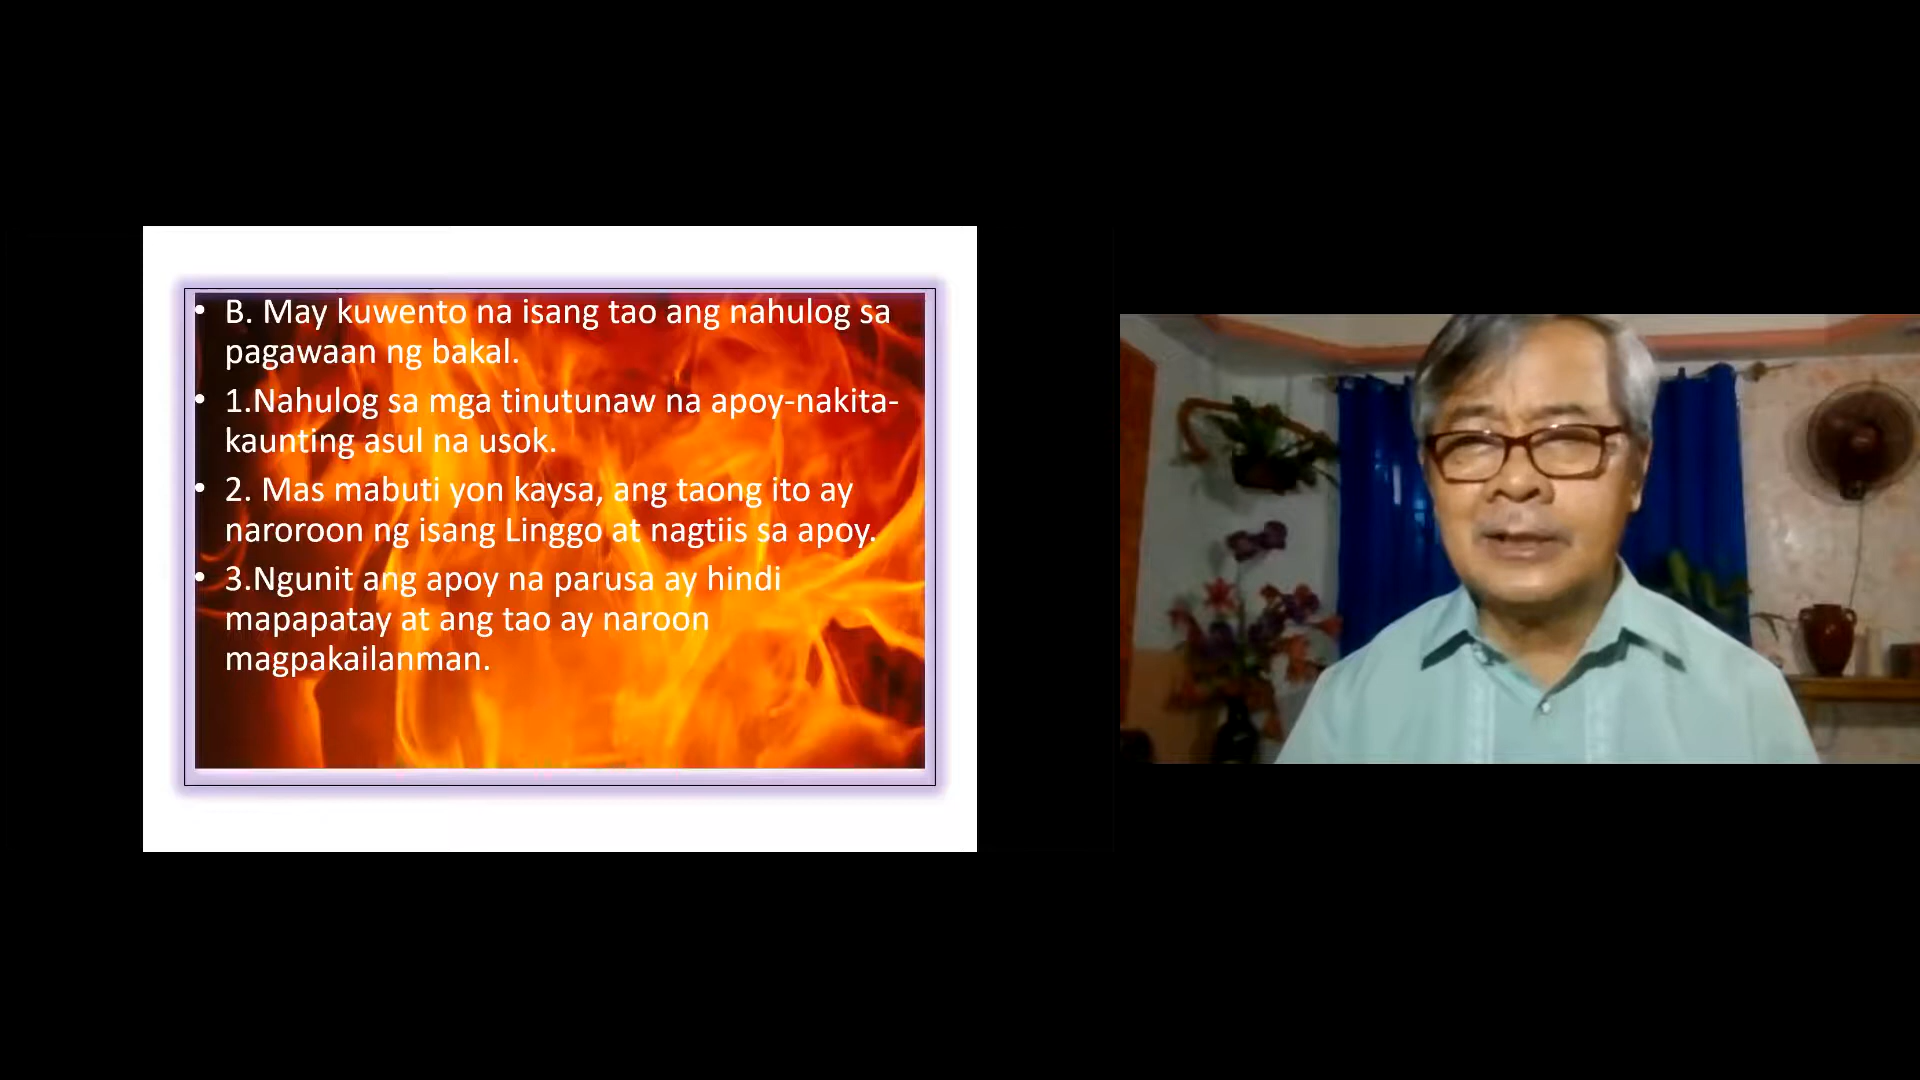 • B. May kuwento na isang tao ang nahulog sa
pagawaan ng bakal.
• 1.Nahulog sa mga tinutunaw na apoy-nakita-
kaunting asul na usok.
• 2. Mas mabuti yon kaysa, ang taong ito ay
naroroon ng isang Linggo at nagtiis sa apoy.
• 3.Ngunit ang apoy na parusa ay hindi
mapapatay at ang tao ay naroon
magpakailanman.